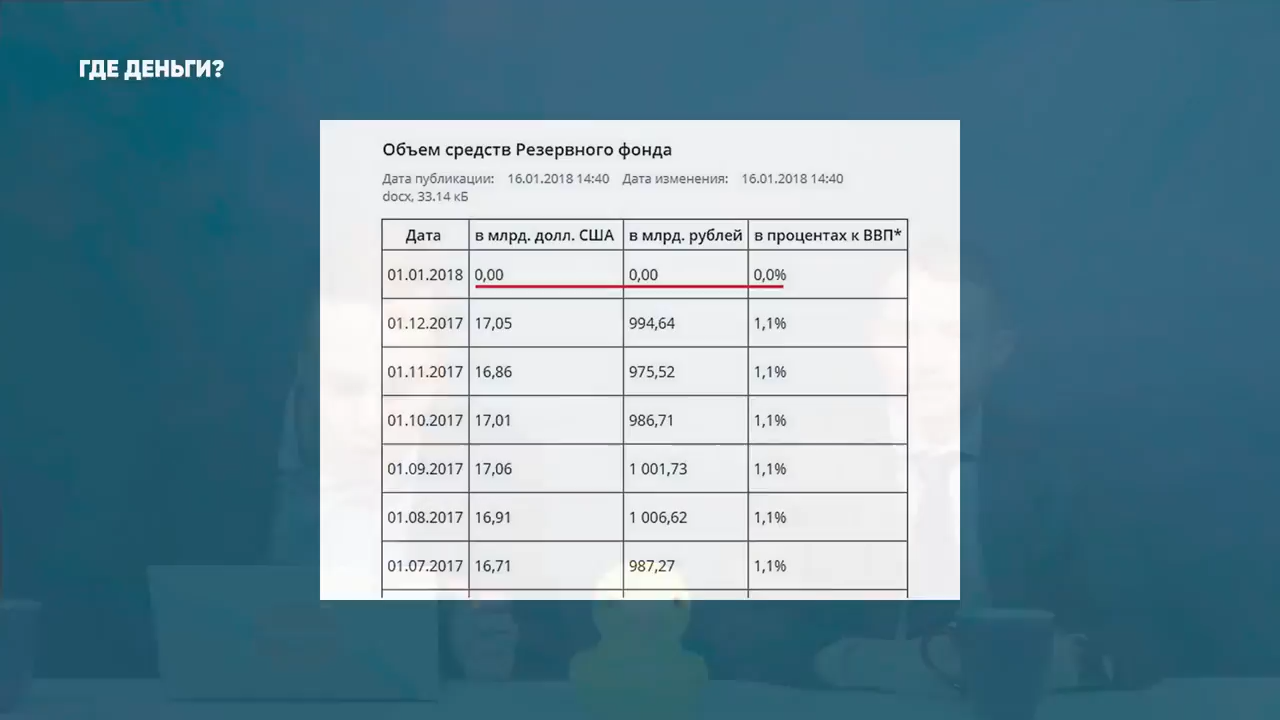 ГДЕ ДЕНЬГИ?
Объем средств Резервного фонда
Дата публикации: 16.01.2018 14:40 Дата изменения: 16.01.2018 14:40
docx, 33.14 кБ
Дата в млрд. долл. США в млрд. рублей в процентах к ВВП*
01.01.2018 0,00 0,00 0,0%
01.12.2017 17,05 994,64 1,1%
01.11.2017 16,86 975,52 1,1%
01.10.2017 17,01 986,71 1,1%
01.09.2017 17,06 1 001,73 1,1%
01.08.2017 16,91 1 006,62 1,1%
01.07.2017 16,71 987,27 1,1%